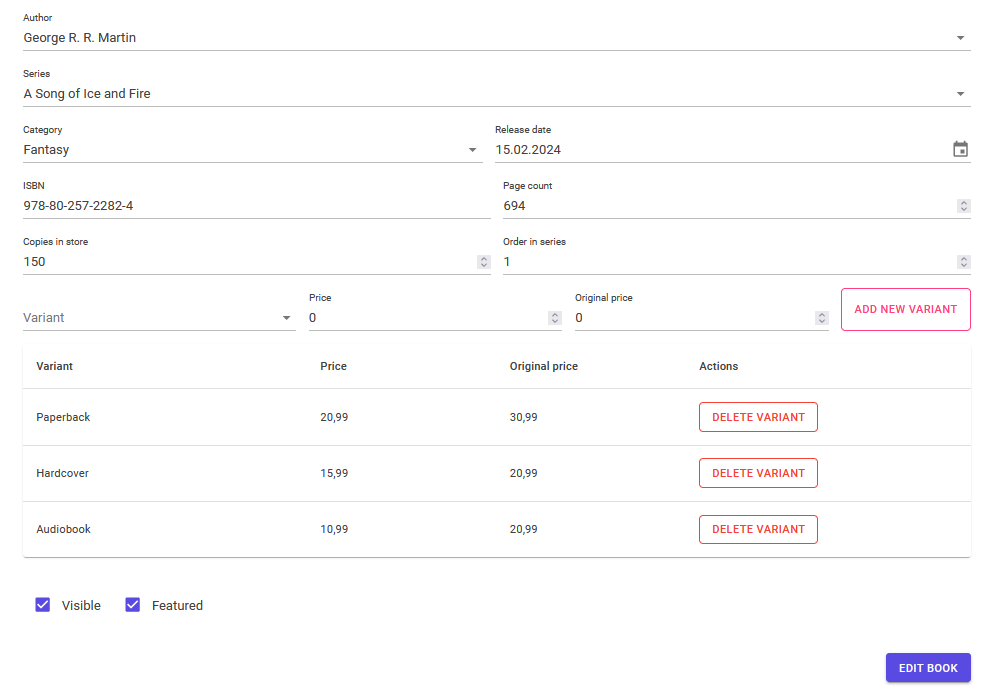 Author
George R. R. Martin
Series
A Song of Ice and Fire
Category
Fantasy
Release date
15.02.2024
ISBN
978-80-257-2282-4
Page count
694
Copies in store
150
Order in series
1
Variant
Price
0
Original price
0
ADD NEW VARIANT
Variant Price Original price Actions
Paperback 20,99 30,99 DELETE VARIANT
Hardcover 15,99 20,99 DELETE VARIANT
Audiobook 10,99 20,99 DELETE VARIANT
Visible Featured
EDIT BOOK